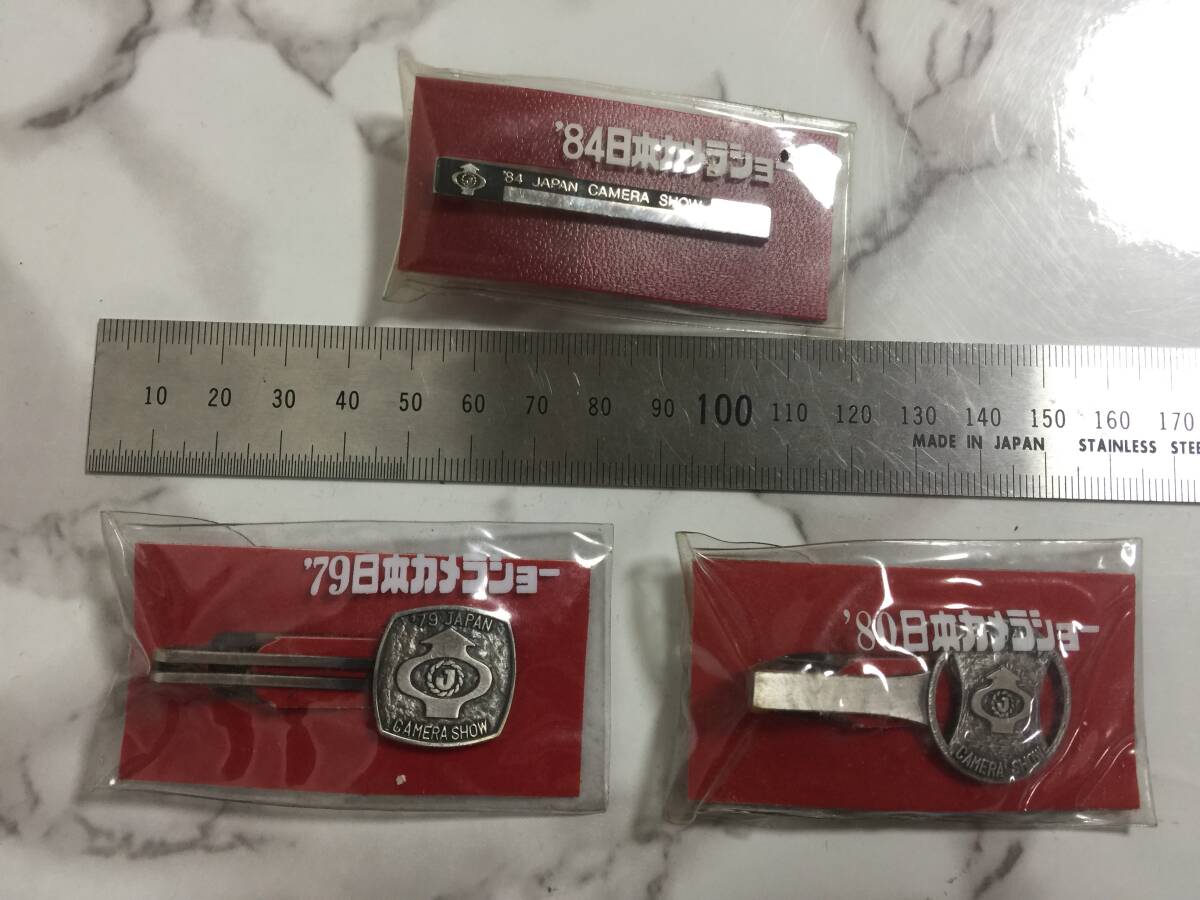 '84日本カメラショー
'84 JAPAN CAMERA SHOW
10 20 30 40 50 60 70 80 90 100 110 120 130 140 150 160 170
MADE IN JAPAN STAINLESS STEE
'79日本カメラショー
'79 JAPAN
J
CAMERA SHOW
'80日本カメラショー
J
CAMERA SHOW